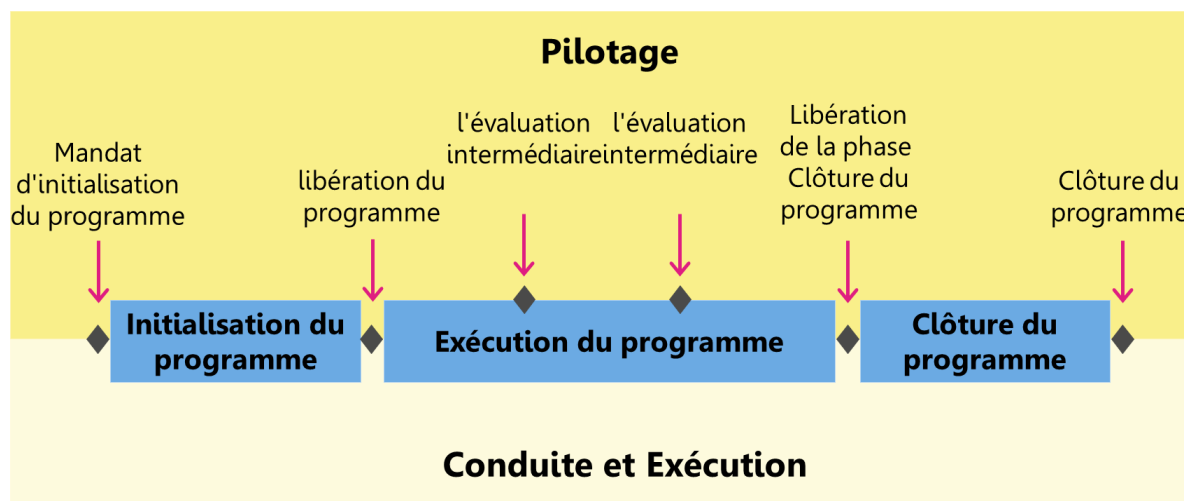 Pilotage
Mandat
d'initialisation
du programme
libération du
programme
l'évaluation
intermédiaire
l'évaluation
intermédiaire
Libération
de la phase
Clôture du
programme
Clôture du
programme
Initialisation du
programme
Exécution du programme
Clôture du
programme
Conduite et Exécution